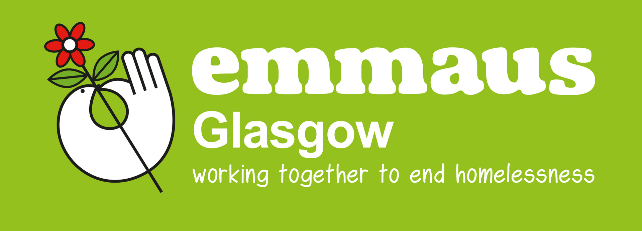 emmaus
Glasgow
working together to end homelessness